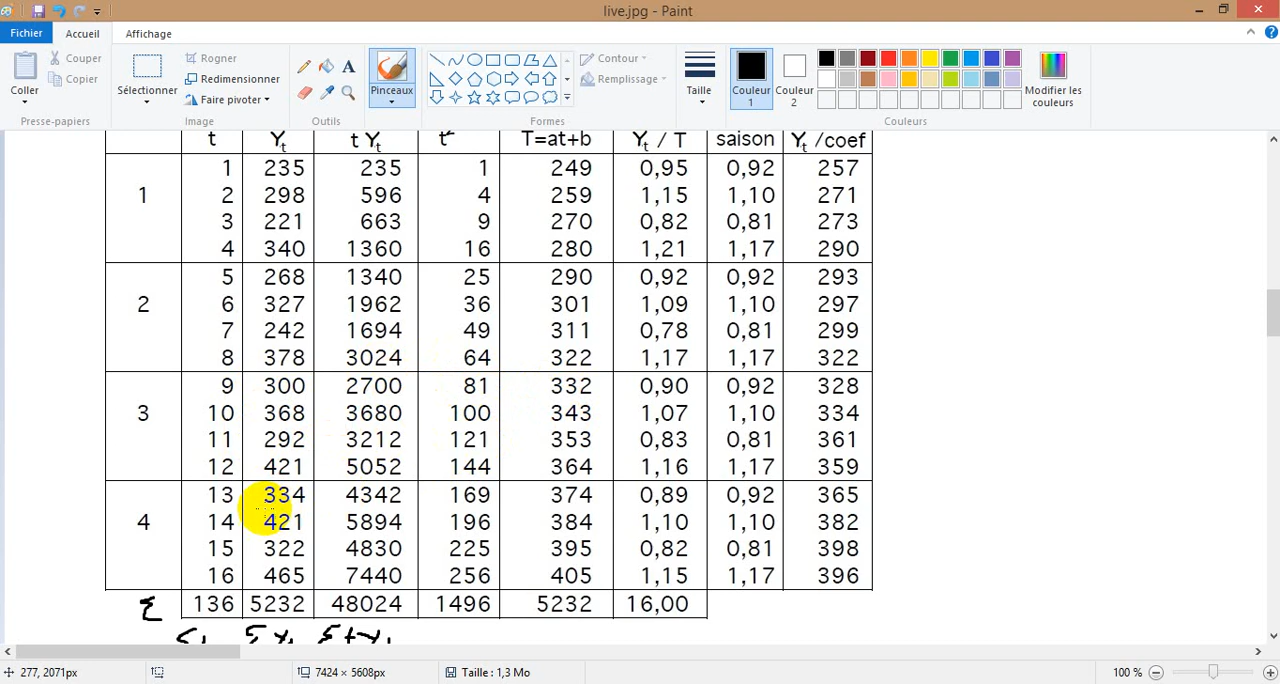 live.jpg - Paint
Fichier Accueil Affichage
Coller
Couper
Copier
Presse-papiers
Sélectionner
Rogner
Redimensionner
Faire pivoter
Image
A
Outils
Pinceaux
Contour
Remplissage
Formes
Taille
Couleur 1
Couleur 2
Modifier les couleurs
Couleurs
t Yt t Yt t² T=at+b Yt / T saison Yt /coef
1 235 235 1 249 0,95 0,92 257
1 2 298 596 4 259 1,15 1,10 271
3 221 663 9 270 0,82 0,81 273
4 340 1360 16 280 1,21 1,17 290
5 268 1340 25 290 0,92 0,92 293
2 6 327 1962 36 301 1,09 1,10 297
7 242 1694 49 311 0,78 0,81 299
8 378 3024 64 322 1,17 1,17 322
9 300 2700 81 332 0,90 0,92 328
3 10 368 3680 100 343 1,07 1,10 334
11 292 3212 121 353 0,83 0,81 361
12 421 5052 144 364 1,16 1,17 359
13 334 4342 169 374 0,89 0,92 365
4 14 421 5894 196 384 1,10 1,10 382
15 322 4830 225 395 0,82 0,81 398
16 465 7440 256 405 1,15 1,17 396
Σ 136 5232 48024 1496 5232 16,00
277, 2071px 7424 × 5608px Taille : 1,3 Mo 100 %